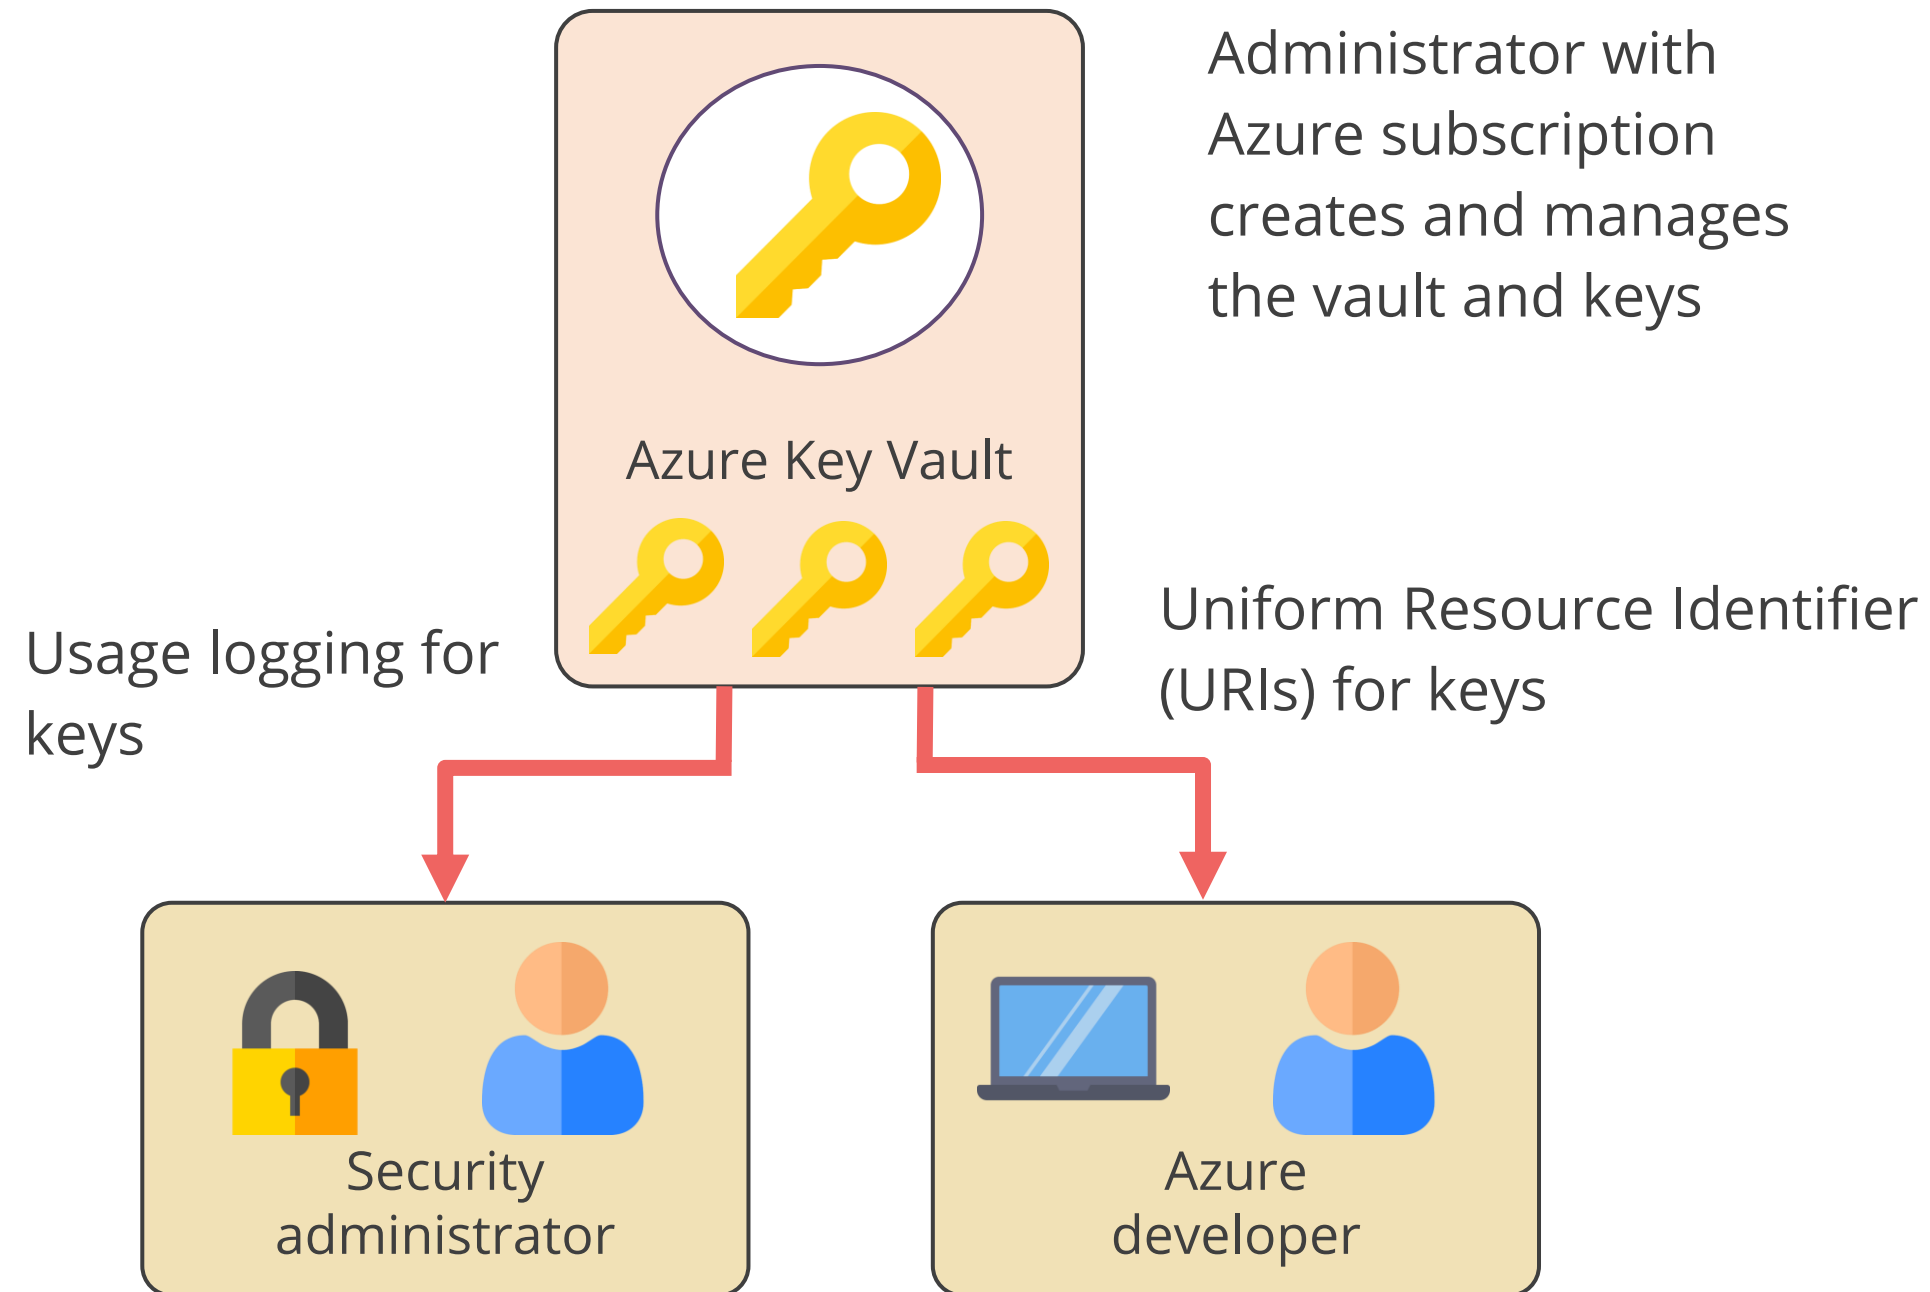 Administrator with
Azure subscription
creates and manages
the vault and keys
Azure Key Vault
Usage logging for
keys
Uniform Resource Identifier
(URIs) for keys
Security
administrator
Azure
developer